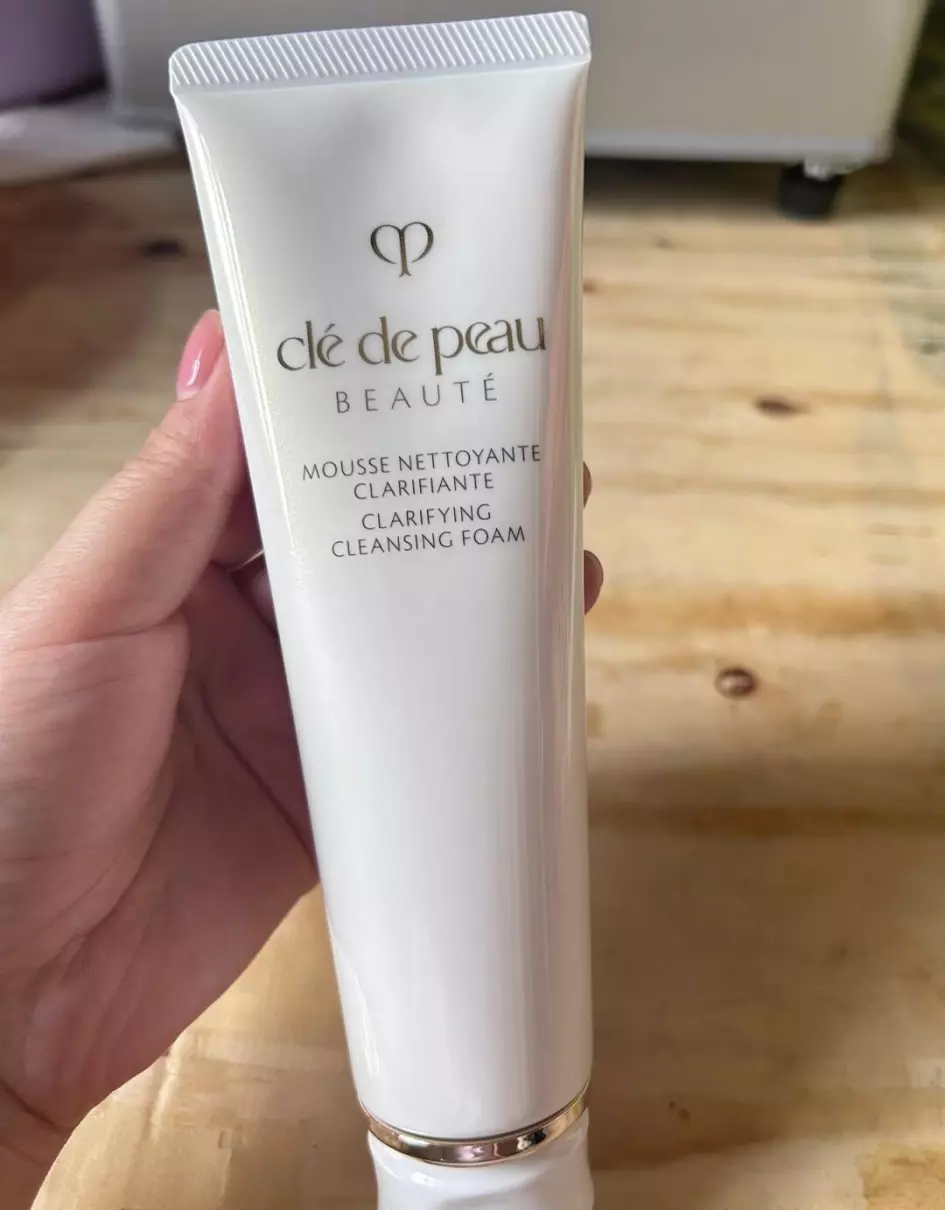 clé de peau
BEAUTÉ
MOUSSE NETTOYANTE
CLARIFIANTE
CLARIFYING
CLEANSING FOAM